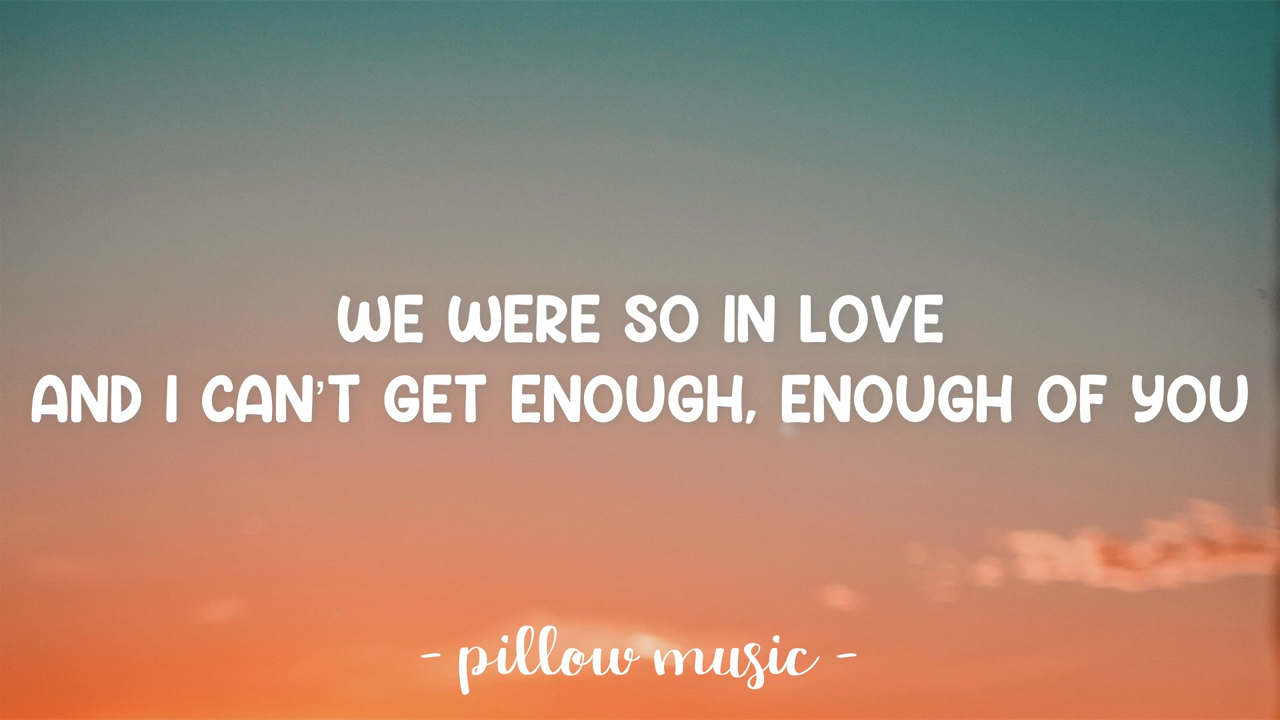 WE WERE SO IN LOVE
AND I CAN'T GET ENOUGH, ENOUGH OF YOU
- pillow music -